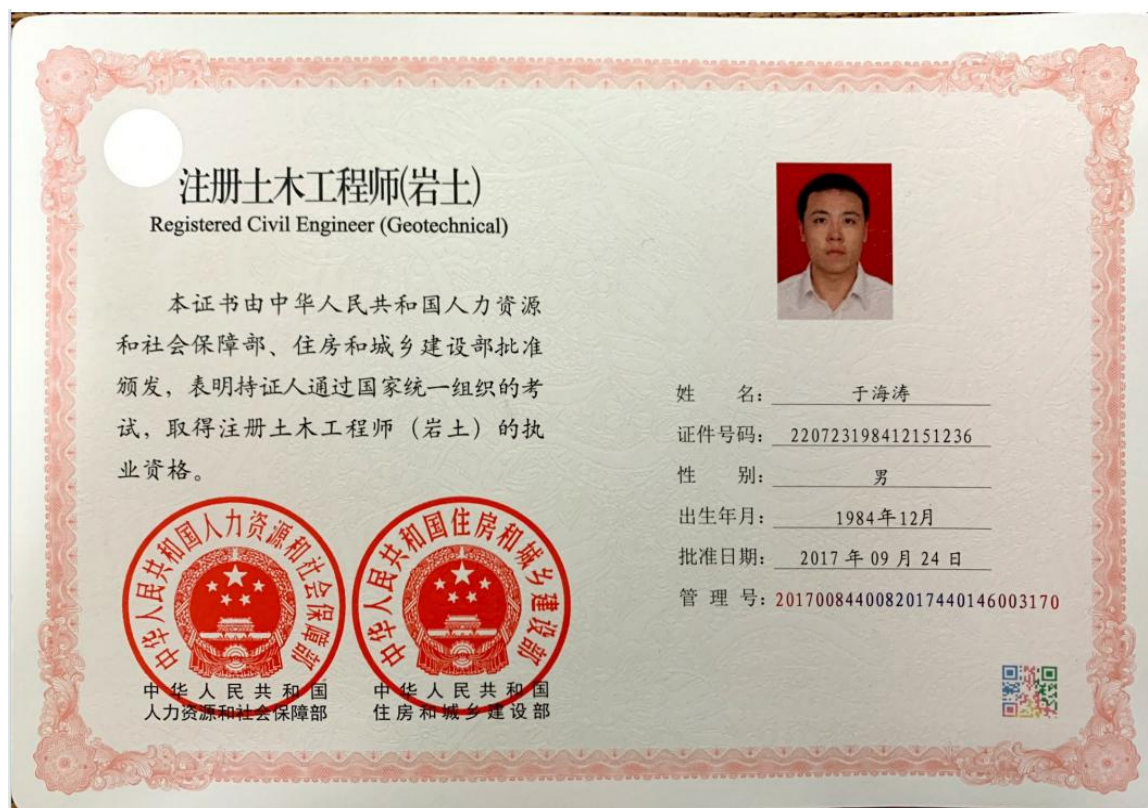 注册土木工程师(岩土)
Registered Civil Engineer (Geotechnical)
本证书由中华人民共和国人力资源
和社会保障部、住房和城乡建设部批准
颁发，表明持证人通过国家统一组织的考
试，取得注册土木工程师（岩土）的执
业资格。
中华人民共和国人力资源和社会保障部
中华人民共和国住房和城乡建设部
中华人民共和国
人力资源和社会保障部
中华人民共和国
住房和城乡建设部
姓 名：于海涛
证件号码：220723198412151236
性 别：男
出生年月：1984年12月
批准日期：2017 年 09 月 24 日
管 理 号：2017008440082017440146003170